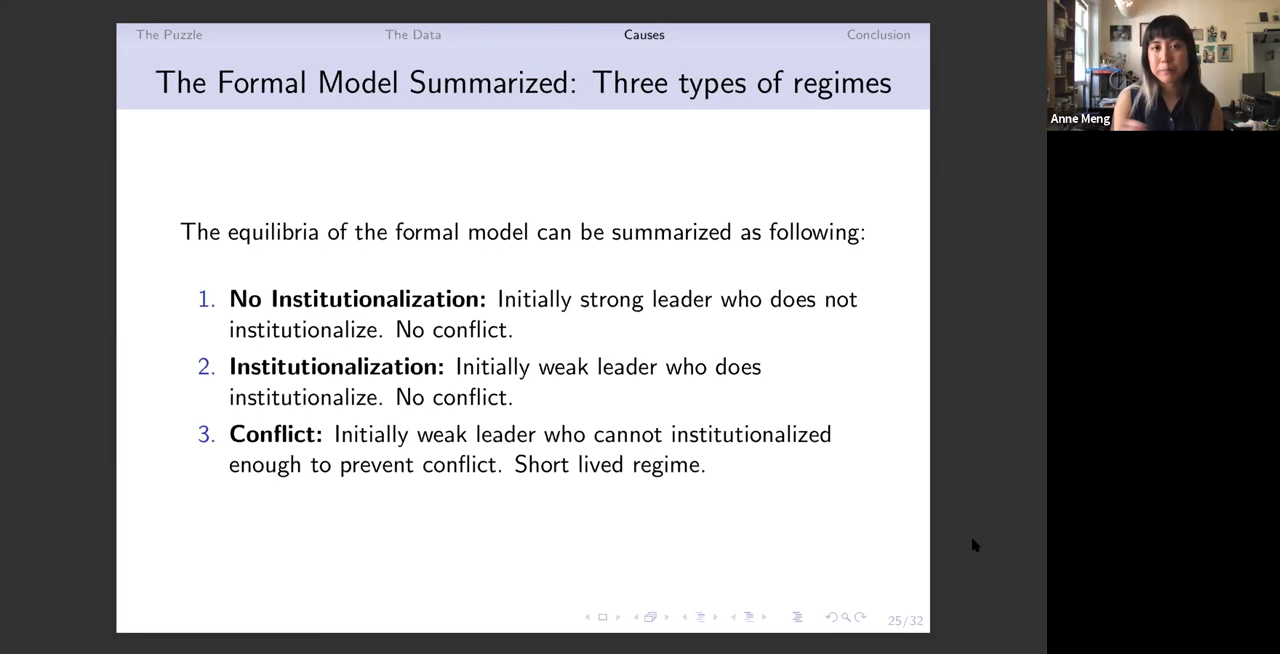 The Puzzle The Data Causes Conclusion
The Formal Model Summarized: Three types of regimes
Anne Meng
The equilibria of the formal model can be summarized as following:
1. No Institutionalization: Initially strong leader who does not
institutionalize. No conflict.
2. Institutionalization: Initially weak leader who does
institutionalize. No conflict.
3. Conflict: Initially weak leader who cannot institutionalized
enough to prevent conflict. Short lived regime.
25/32